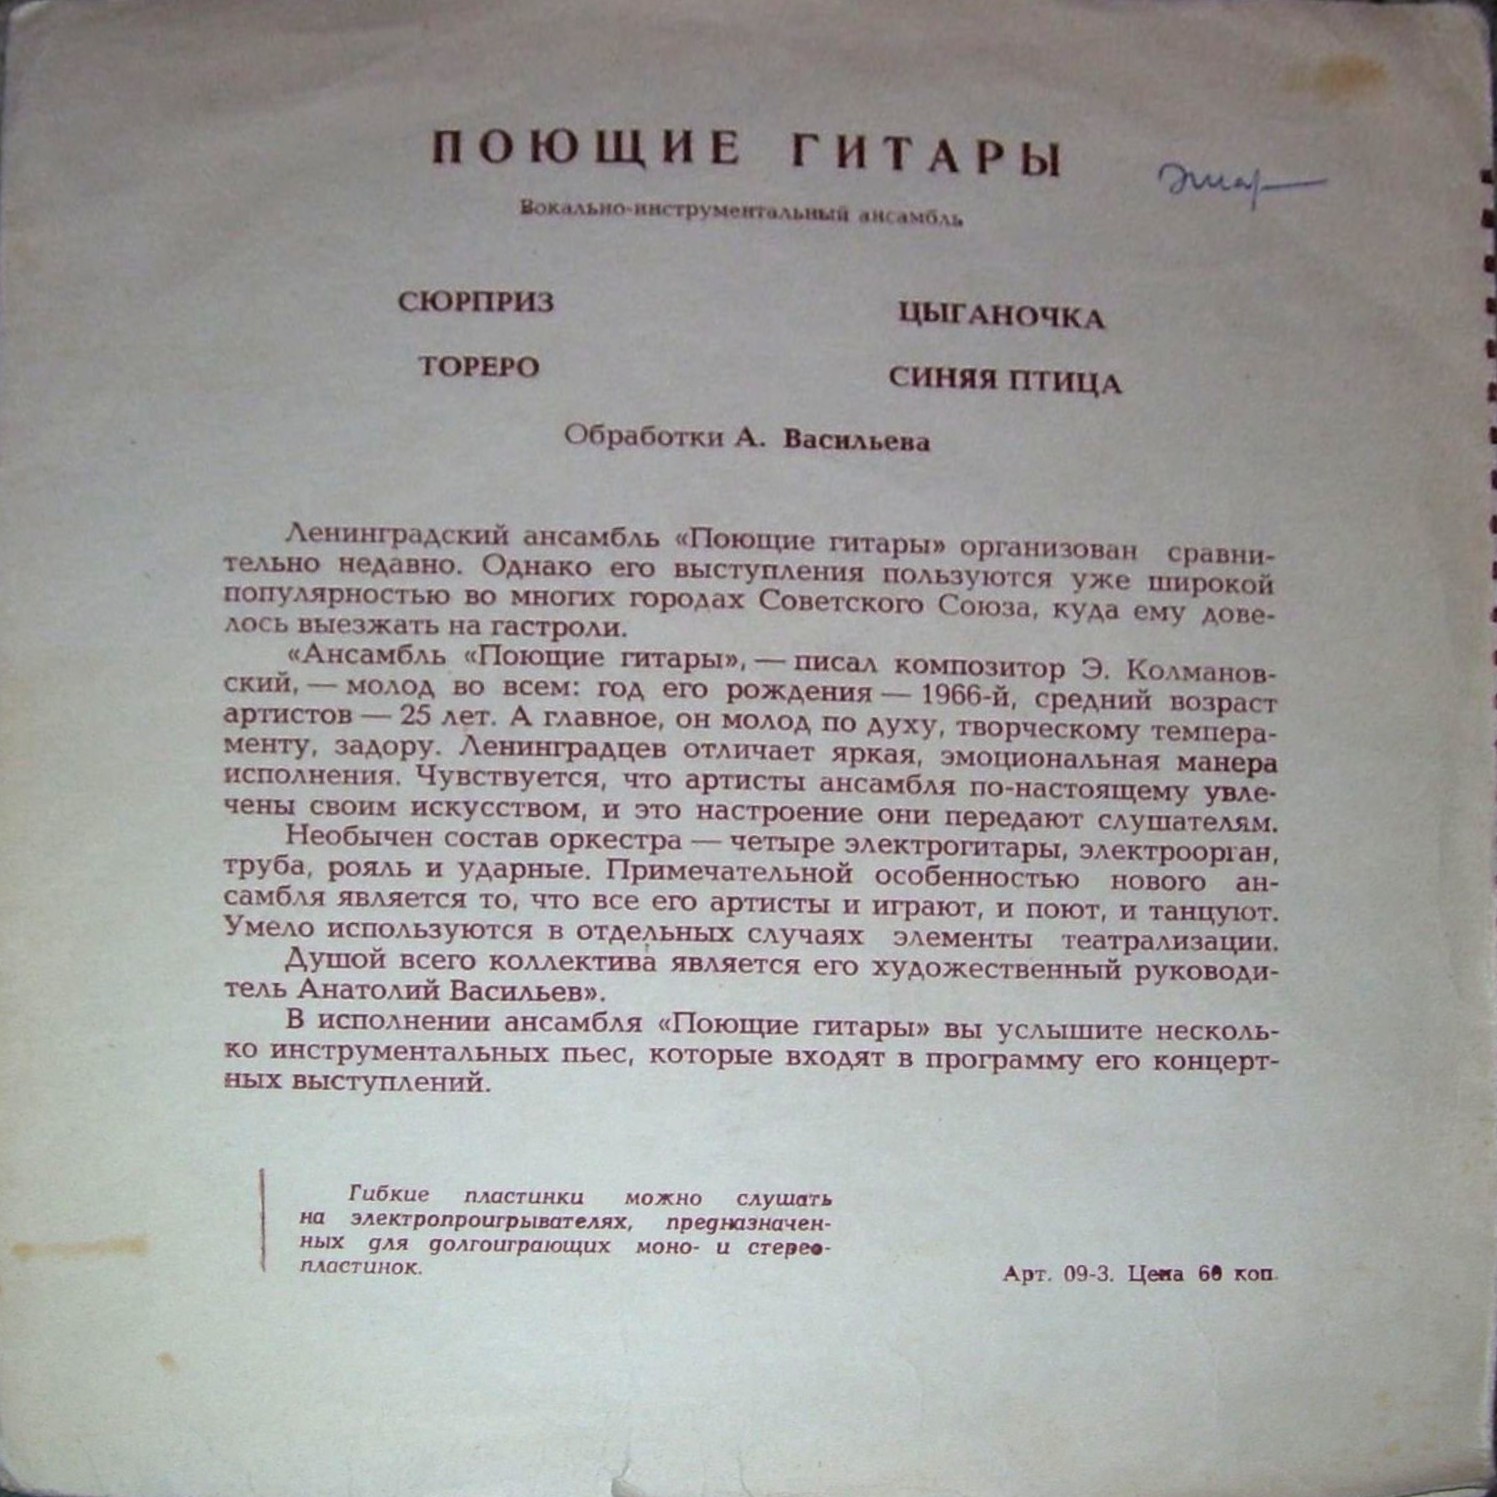 ПОЮЩИЕ ГИТАРЫ
Вокально-инструментальный ансамбль
СЮРПРИЗ
ТОРЕРО
ЦЫГАНОЧКА
СИНЯЯ ПТИЦА
Обработки А. Васильева
Ленинградский ансамбль «Поющие гитары» организован сравни-
тельно недавно. Однако его выступления пользуются уже широкой
популярностью во многих городах Советского Союза, куда ему дове-
лось выезжать на гастроли.
«Ансамбль «Поющие гитары», — писал композитор Э. Колманов-
ский, — молод во всем: год его рождения — 1966-й, средний возраст
артистов — 25 лет. А главное, он молод по духу, творческому темпера-
менту, задору. Ленинградцев отличает яркая, эмоциональная манера
исполнения. Чувствуется, что артисты ансамбля по-настоящему увле-
чены своим искусством, и это настроение они передают слушателям.
Необычен состав оркестра — четыре электрогитары, электроорган,
труба, рояль и ударные. Примечательной особенностью нового ан-
самбля является то, что все его артисты и играют, и поют, и танцуют.
Умело используются в отдельных случаях элементы театрализации.
Душой всего коллектива является его художественный руководи-
тель Анатолий Васильев».
В исполнении ансамбля «Поющие гитары» вы услышите несколь-
ко инструментальных пьес, которые входят в программу его концерт-
ных выступлений.
Гибкие пластинки можно слушать
на электропроигрывателях, предназначен-
ных для долгоиграющих моно- и стерео-
пластинок.
Арт. 09-3. Цена 60 коп.